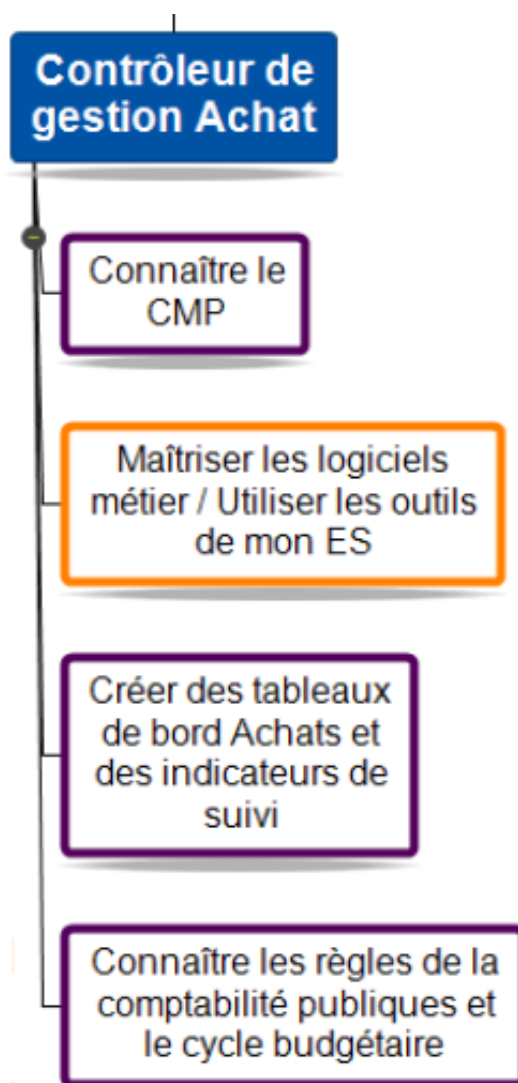 Contrôleur de
gestion Achat
Connaître le
CMP
Maîtriser les logiciels
métier / Utiliser les outils
de mon ES
Créer des tableaux
de bord Achats et
des indicateurs de
suivi
Connaître les règles de la
comptabilité publiques et
le cycle budgétaire